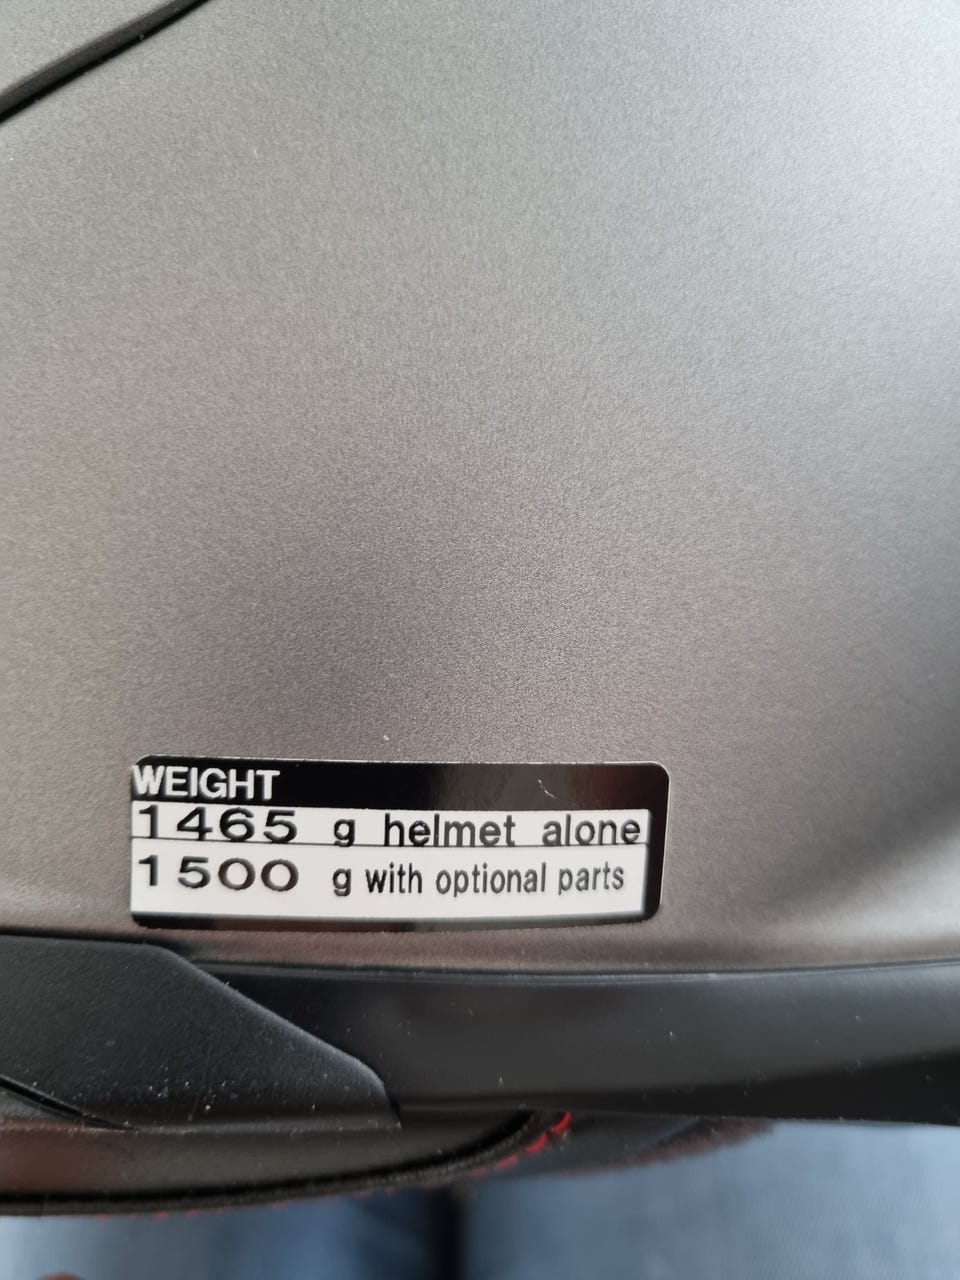 WEIGHT
1465 g helmet alone
1500 g with optional parts